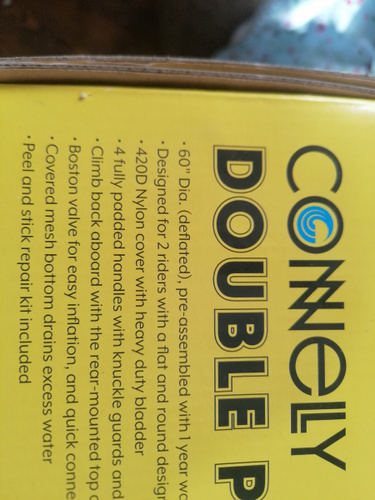 CONNELLY
DOUBLE P
· 60" Dia. (deflated), pre-assembled with 1 year
· Designed for 2 riders with a flat and round design
· 420D Nylon cover with heavy duty bladder
· 4 fully padded handles with knuckle guards and
· Climb back aboard with the rear-mounted top
· Boston valve for easy inflation, and quick
· Covered mesh bottom drains excess water
· Peel and stick repair kit included